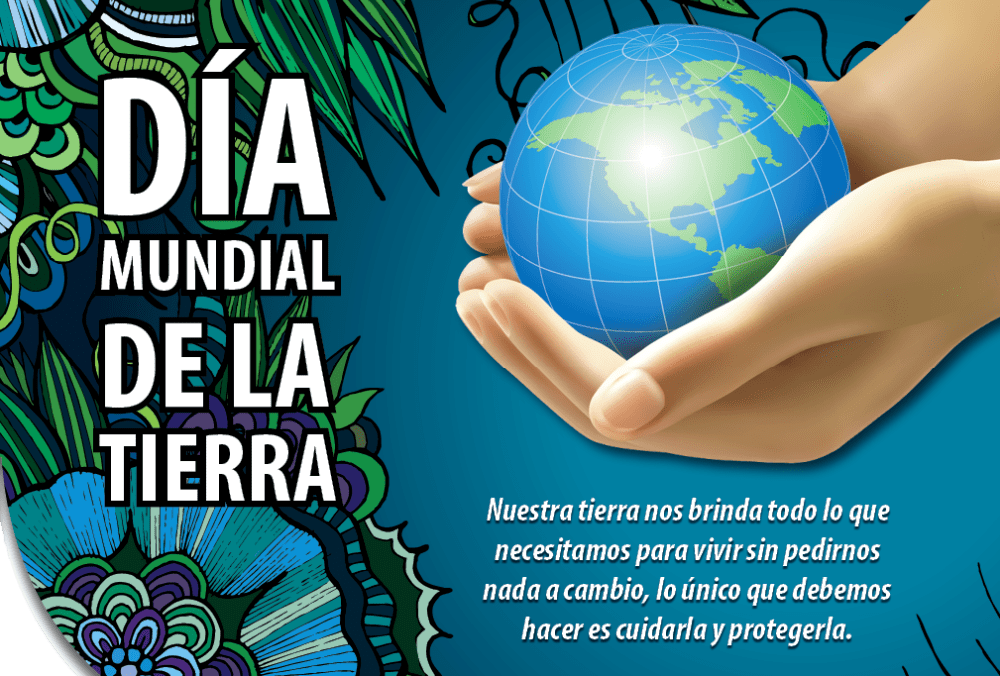 DÍA
MUNDIAL
DE LA
TIERRA
Nuestra tierra nos brinda todo lo que
necesitamos para vivir sin pedirnos
nada a cambio, lo único que debemos
hacer es cuidarla y protegerla.